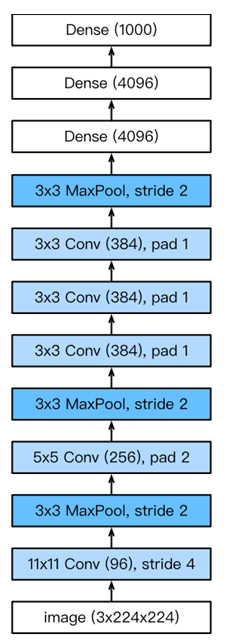 Dense (1000)
Dense (4096)
Dense (4096)
3x3 MaxPool, stride 2
3x3 Conv (384), pad 1
3x3 Conv (384), pad 1
3x3 Conv (384), pad 1
3x3 MaxPool, stride 2
5x5 Conv (256), pad 2
3x3 MaxPool, stride 2
11x11 Conv (96), stride 4
image (3x224x224)